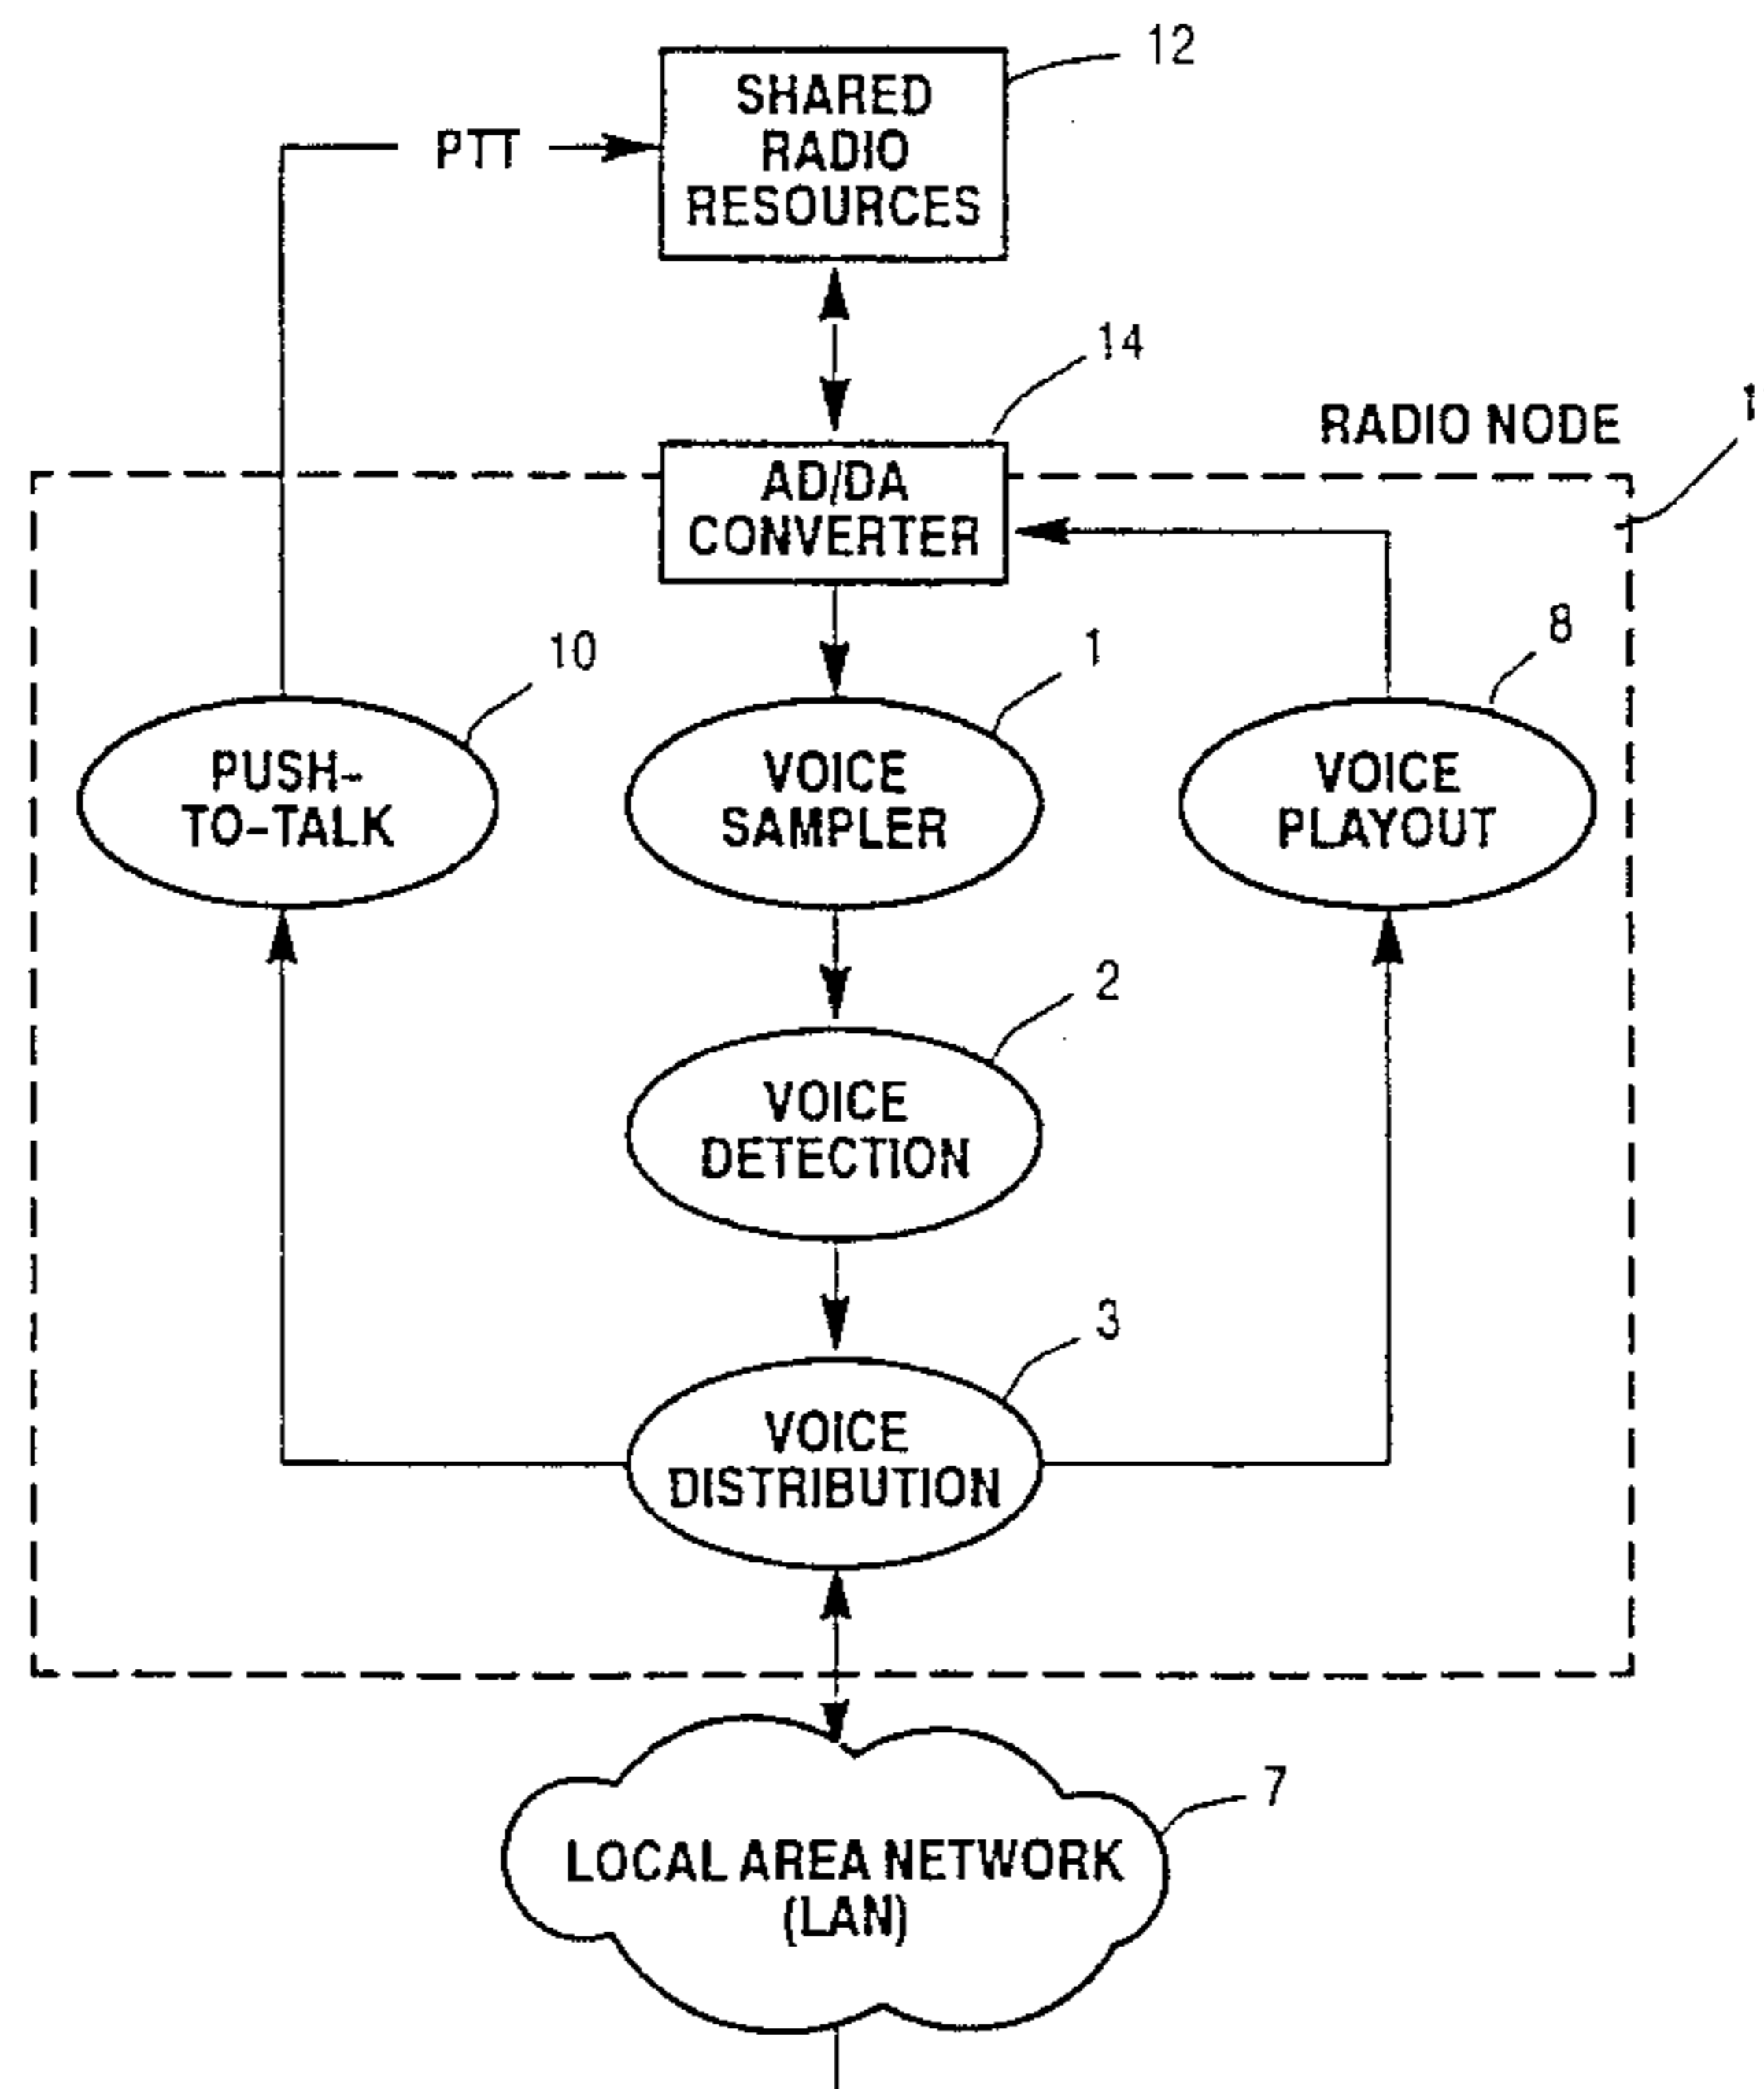 12
SHARED
RADIO
RESOURCES
PTT
14
RADIO NODE
1
AD/DA
CONVERTER
10
1
8
PUSH-
TO-TALK
VOICE
SAMPLER
VOICE
PLAYOUT
2
VOICE
DETECTION
3
VOICE
DISTRIBUTION
7
LOCAL AREA NETWORK
(LAN)